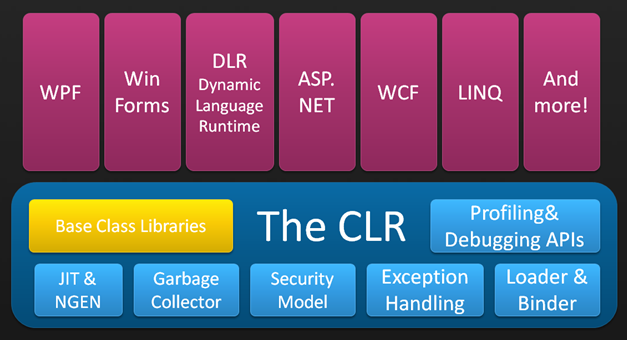 WPF
Win
Forms
DLR
Dynamic
Language
Runtime
ASP.
NET
WCF
LINQ
And
more!
Base Class Libraries
The CLR
Profiling&
Debugging APIs
JIT &
NGEN
Garbage
Collector
Security
Model
Exception
Handling
Loader &
Binder